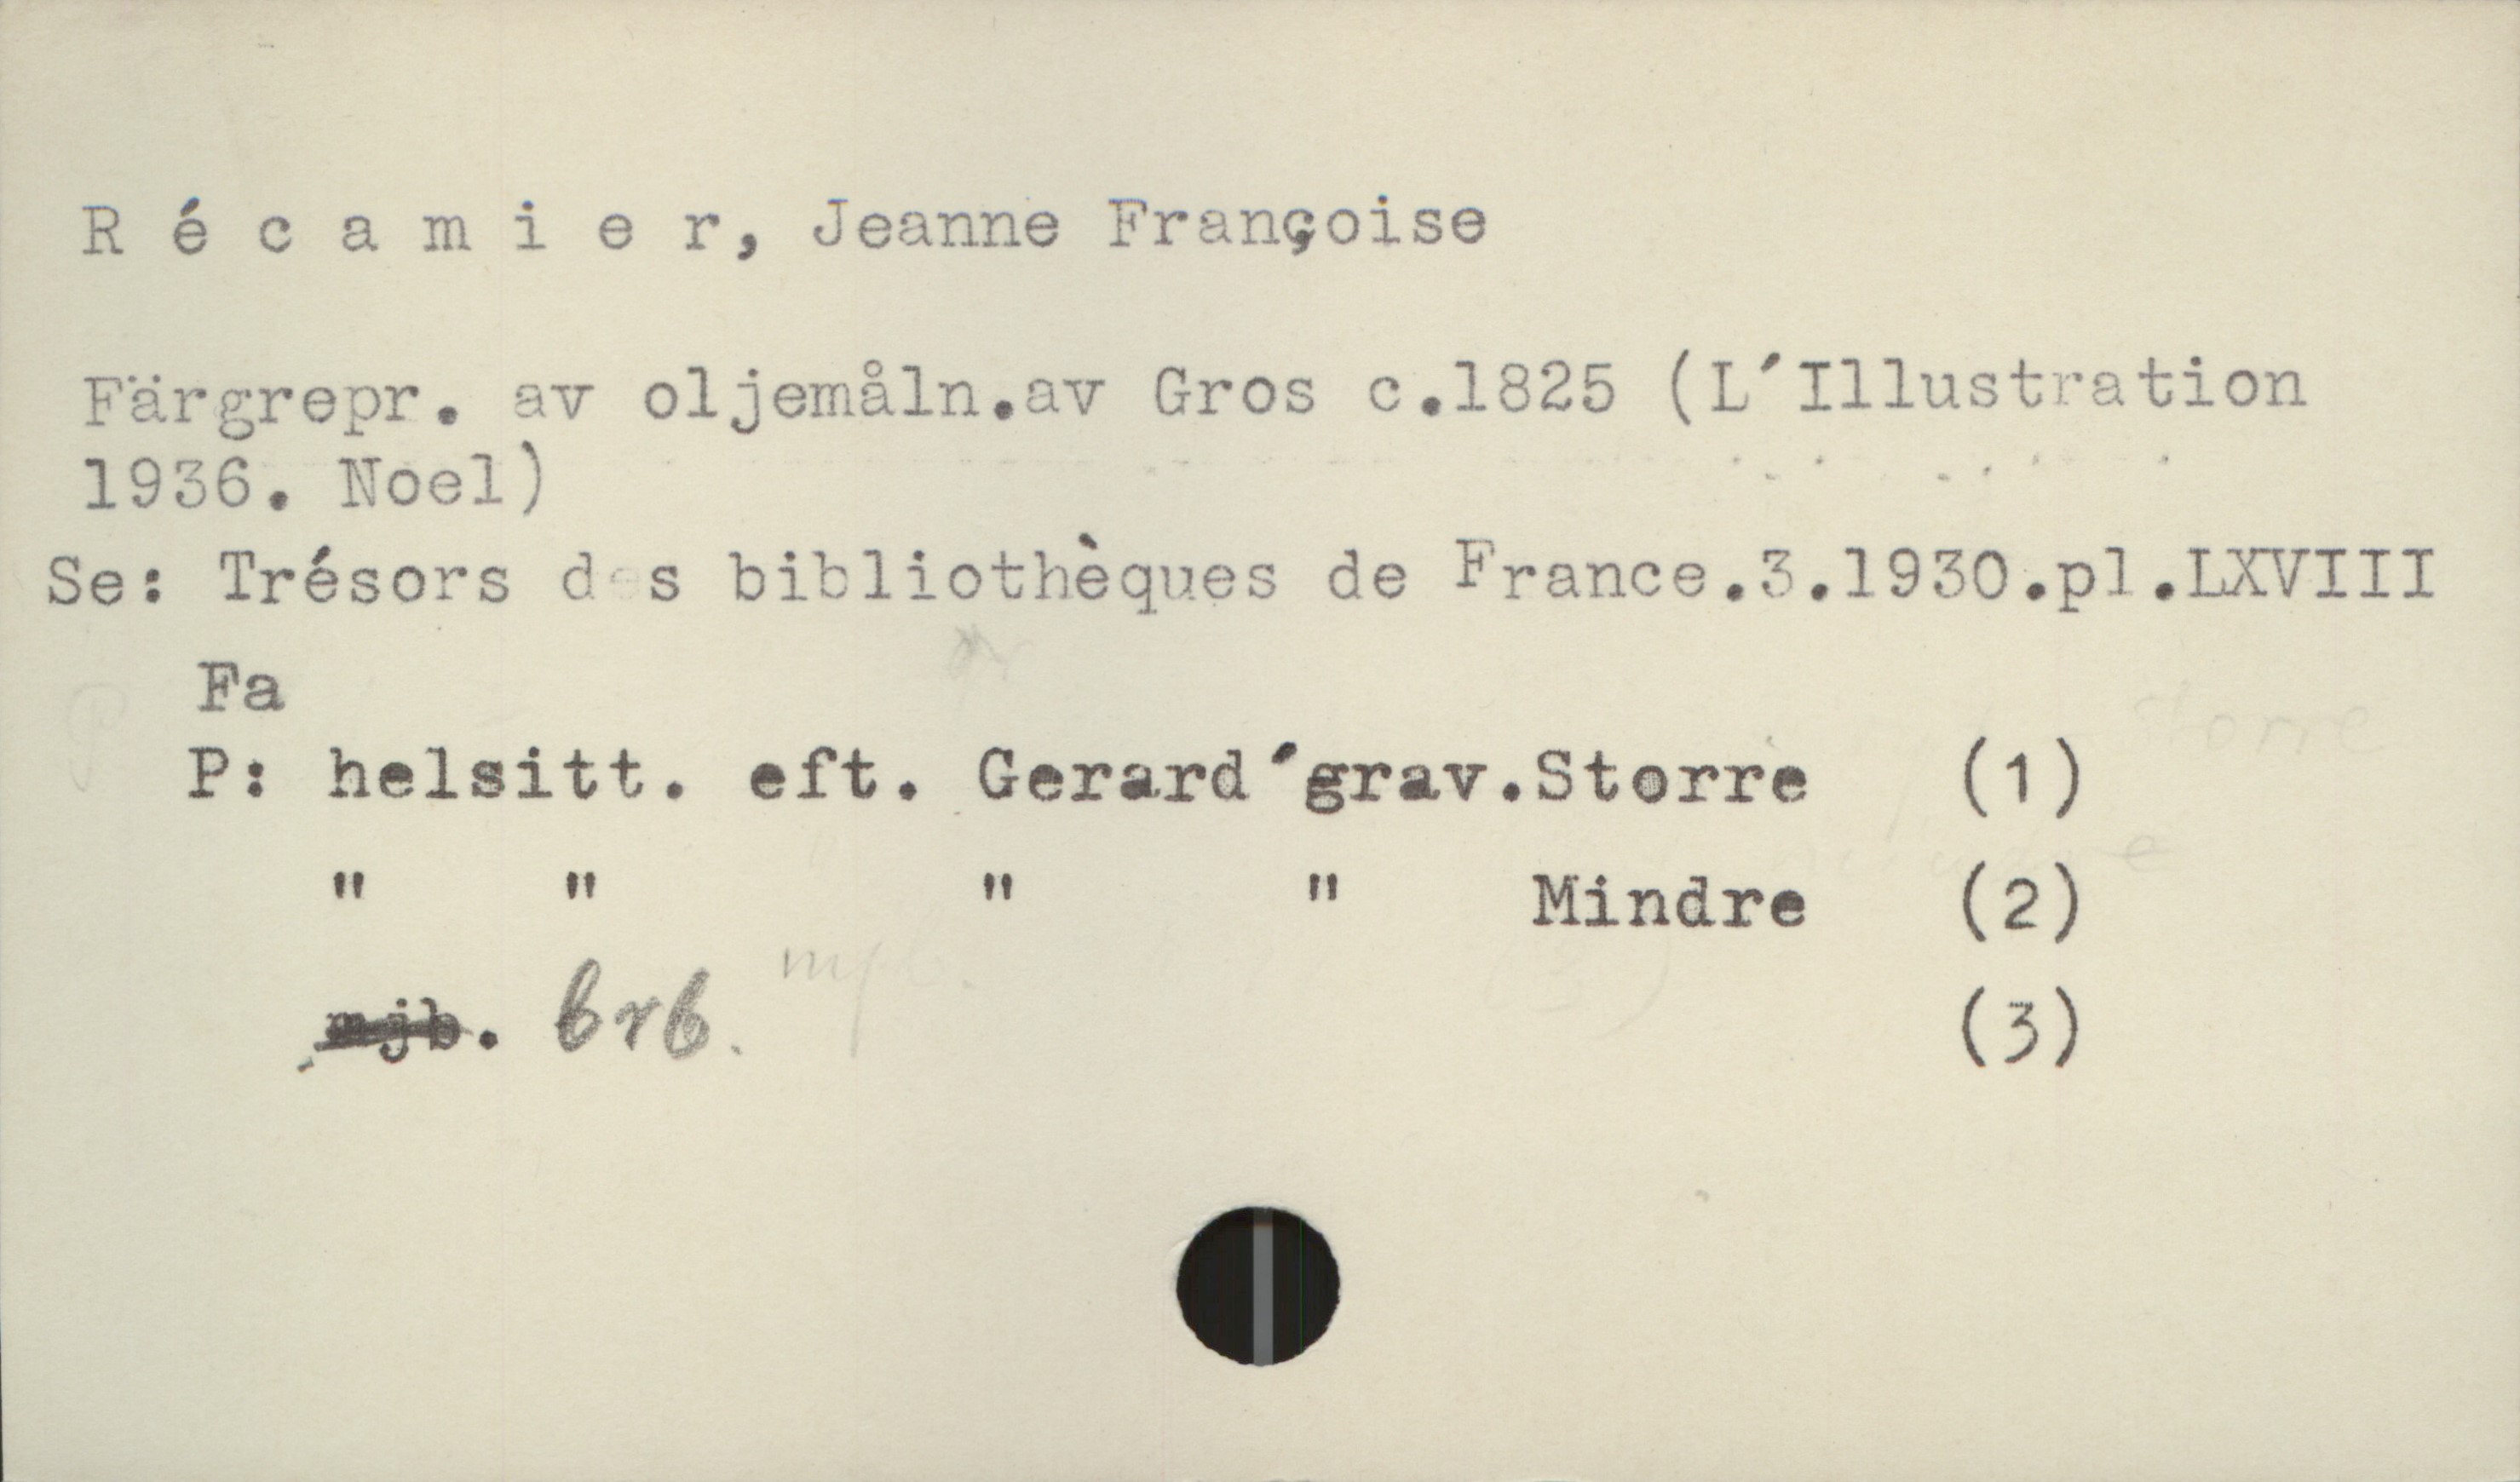 R é c a m i e r, Jeanne Françoise
Färgrepr. av oljemåln.av Gros c.1825 (L´Illustration
1936. Noel)
Se: Trésors des bibliothèques de France.3.1930.pl.LXVIII
Fa
P: helsitt. eft. Gerard´grav.Storre (1)
" " " " Mindre (2)
mjb. brb. (3)